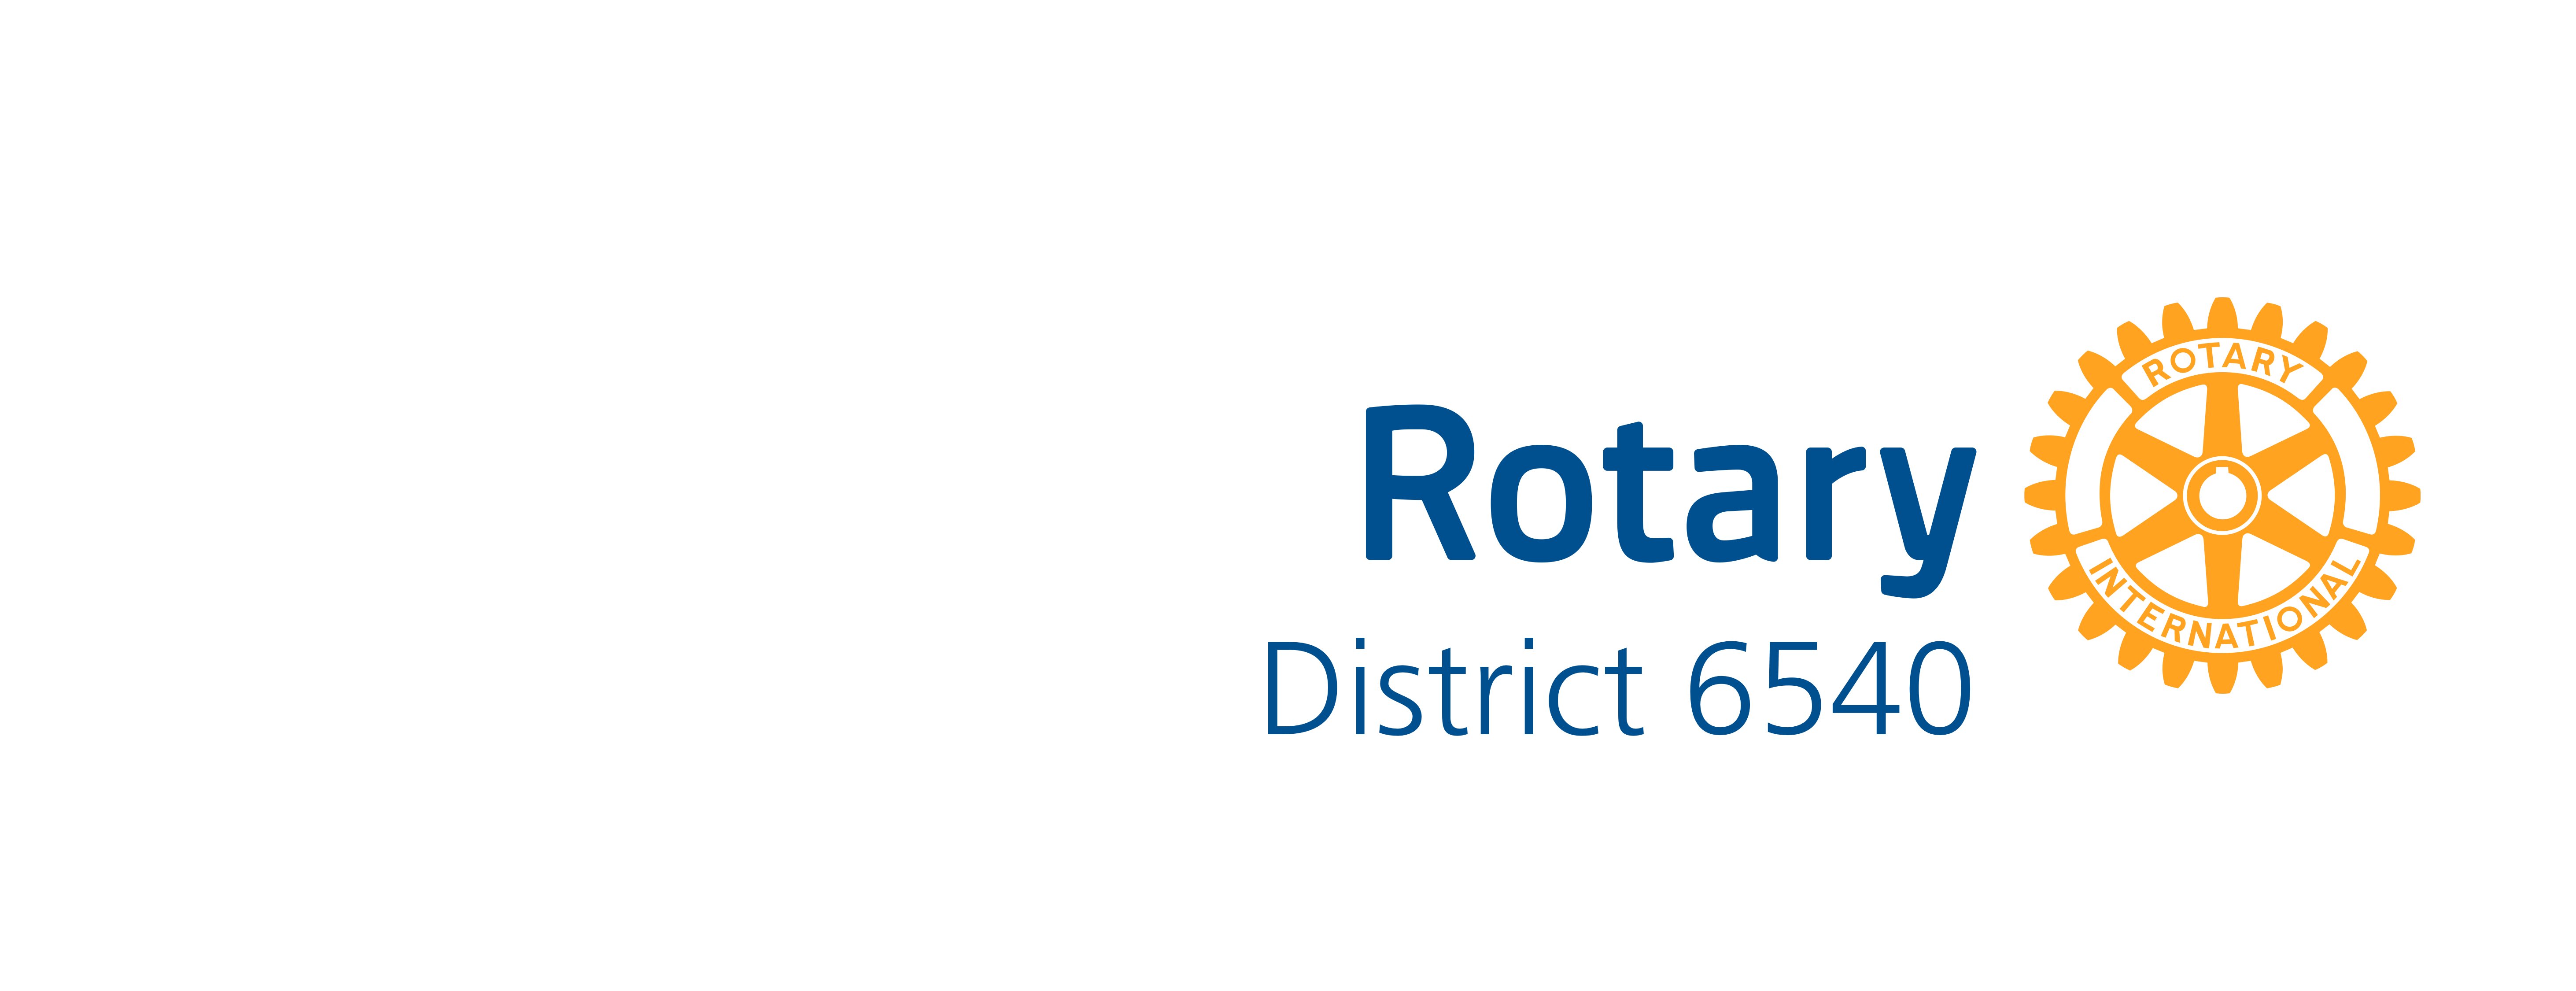 Rotary
District 6540
ROTARY
INTERNATIONAL